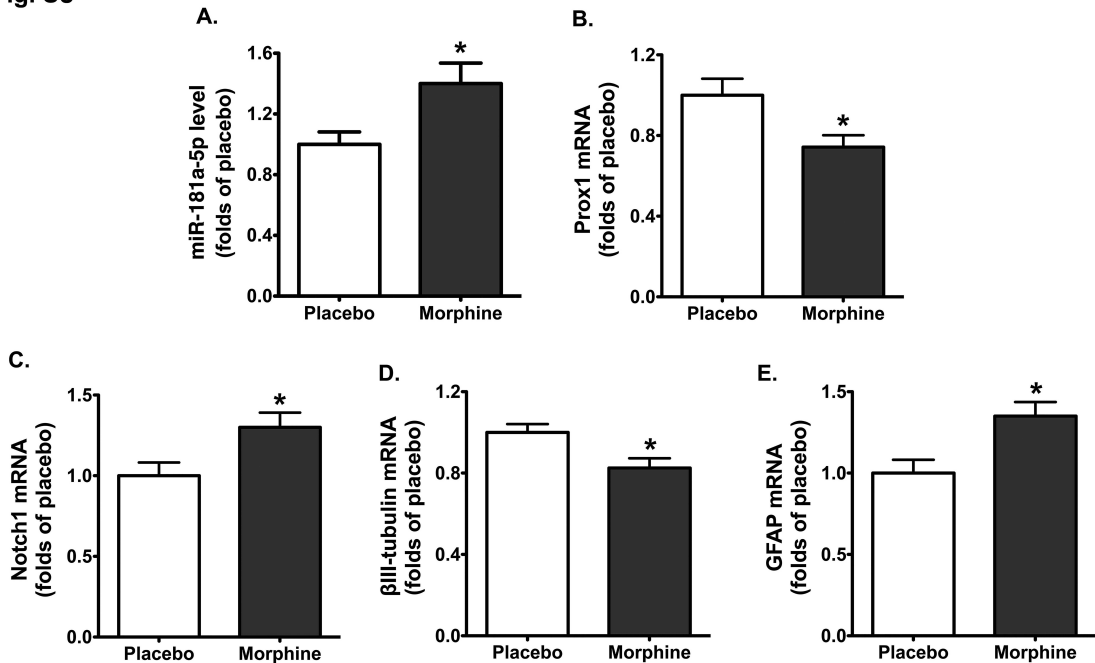 A.
miR-181a-5p level
(folds of placebo)
1.6
1.2
0.8
0.4
0.0
*
Placebo Morphine
B.
Prox1 mRNA
(folds of placebo)
1.2
0.8
0.4
0.0
*
Placebo Morphine
C.
Notch1 mRNA
(folds of placebo)
1.5
1.0
0.5
0.0
*
Placebo Morphine
D.
βIII-tubulin mRNA
(folds of placebo)
1.2
0.8
0.4
0.0
*
Placebo Morphine
E.
GFAP mRNA
(folds of placebo)
1.5
1.0
0.5
0.0
*
Placebo Morphine